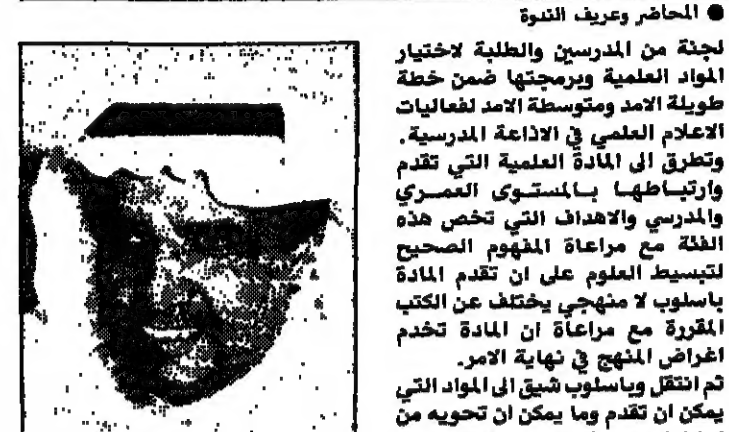 ● المحاضر وعريف الندوة
لجنة من المدرسين والطلبة لاختيار
المواد العلمية وبرمجتها ضمن خطة
طويلة الامد ومتوسطة الامد لفعاليات
الاعلام العلمي في الاذاعة المدرسية.
وتطرق الى المادة العلمية التي تقدم
وارتباطها بالمستوى العمري
والمدرسي والاهداف التي تخص هذه
الفئة مع مراعاة المفهوم الصحيح
لتبسيط العلوم على ان تقدم المادة
باسلوب لا منهجي يختلف عن الكتب
المقررة مع مراعاة ان المادة تخدم
اغراض المنهج في نهاية الامر.
ثم انتقل وباسلوب شيق الى المواد التي
يمكن ان تقدم وما يمكن ان تحويه من